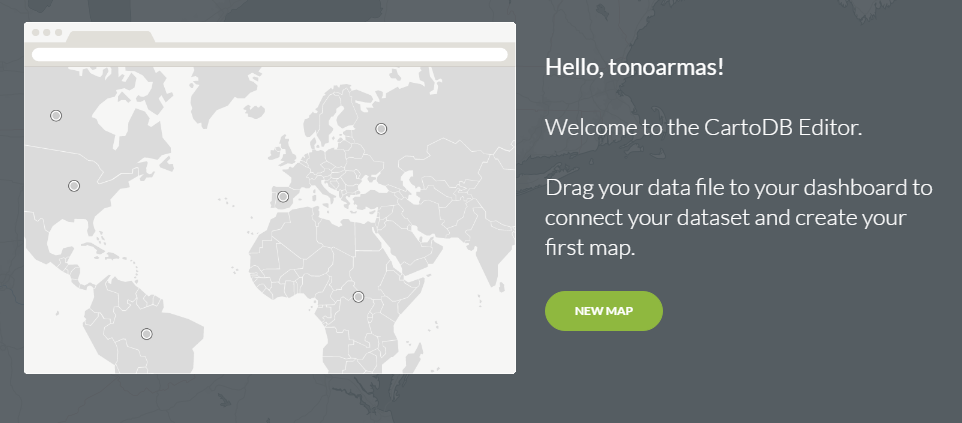 Hello, tonoarmas!
Welcome to the CartoDB Editor.
Drag your data file to your dashboard to
connect your dataset and create your
first map.
NEW MAP